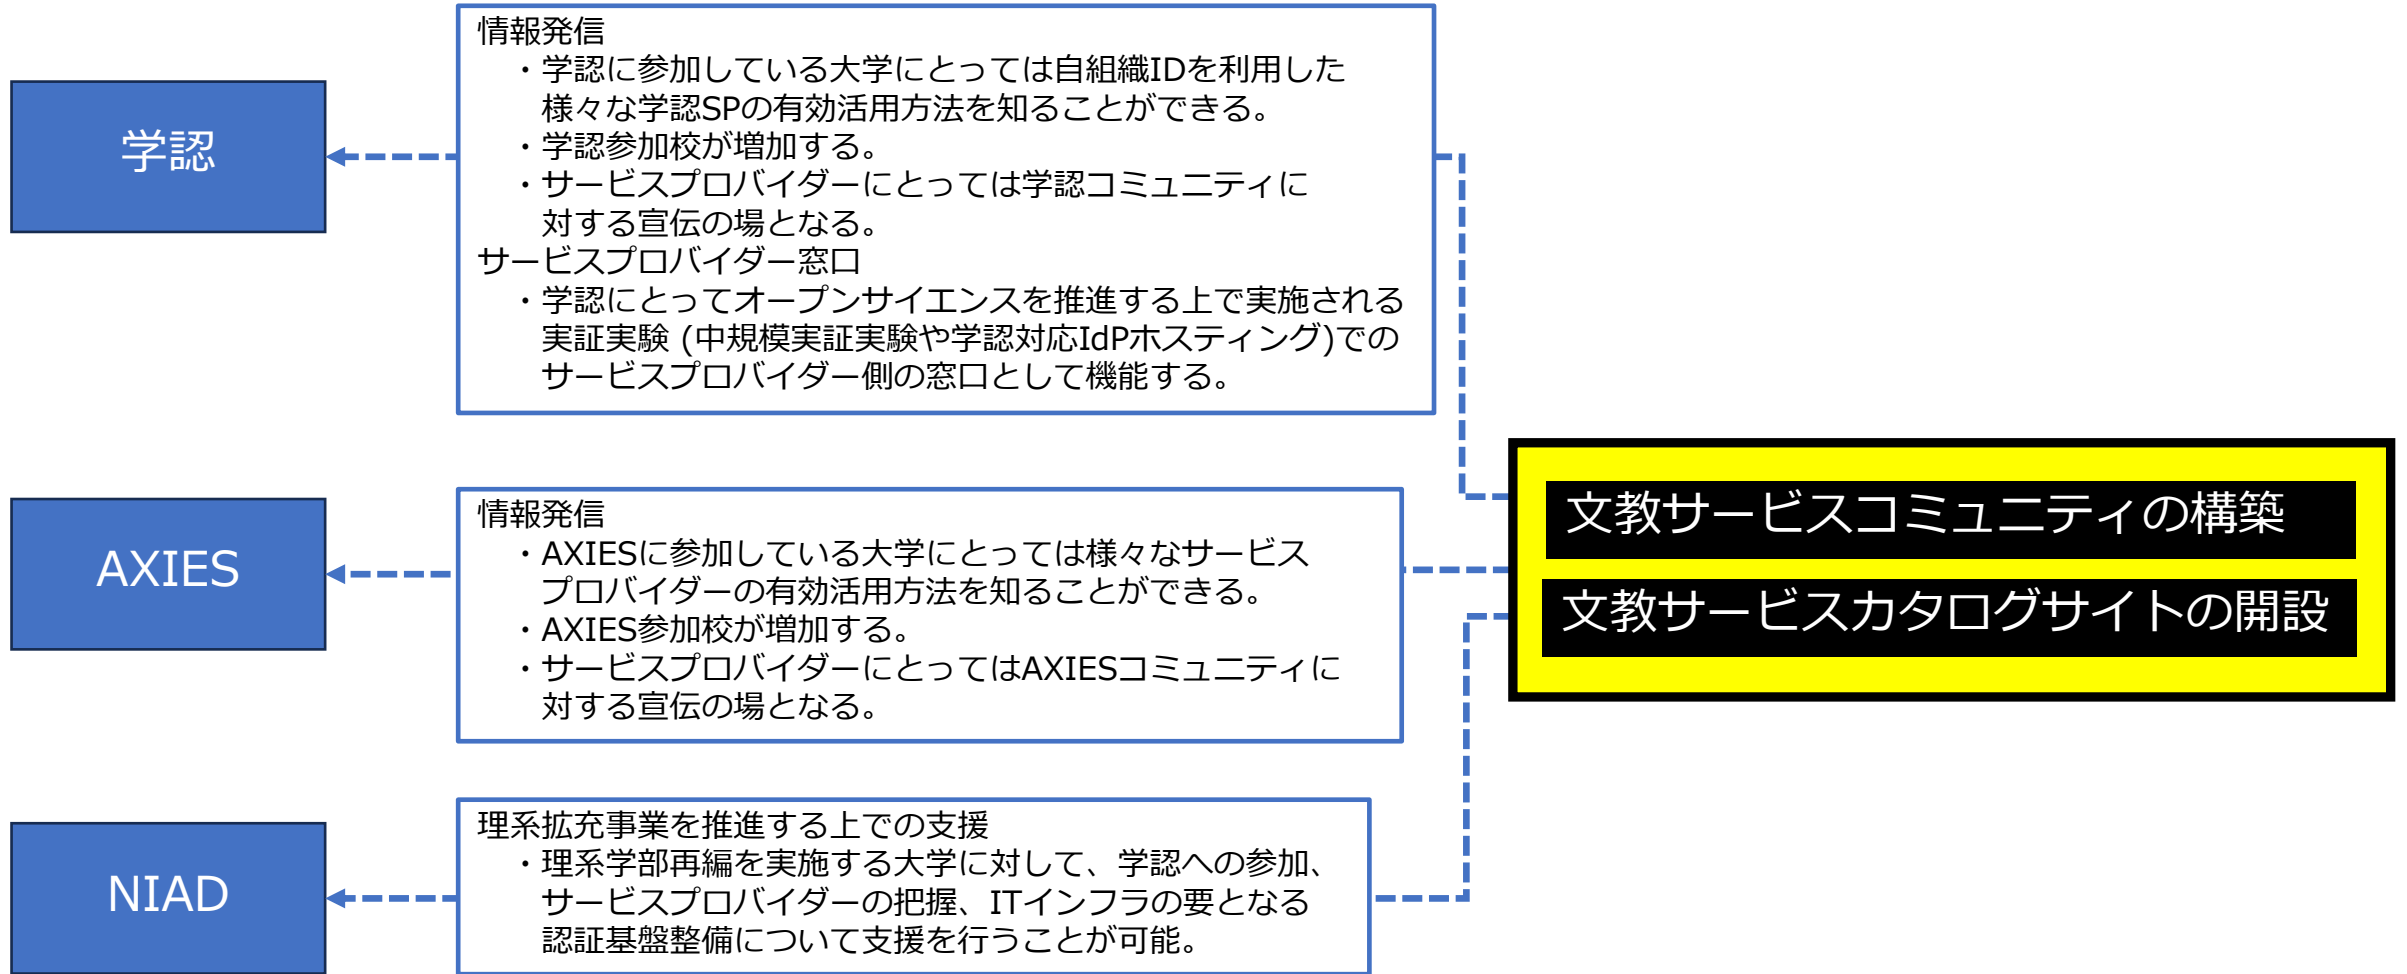 学認
情報発信
・学認に参加している大学にとっては自組織IDを利用した
様々な学認SPの有効活用方法を知ることができる。
・学認参加校が増加する。
・サービスプロバイダーにとっては学認コミュニティに
対する宣伝の場となる。
サービスプロバイダー窓口
・学認にとってオープンサイエンスを推進する上で実施される
実証実験 (中規模実証実験や学認対応IdPホスティング)での
サービスプロバイダー側の窓口として機能する。
AXIES
情報発信
・AXIESに参加している大学にとっては様々なサービス
プロバイダーの有効活用方法を知ることができる。
・AXIES参加校が増加する。
・サービスプロバイダーにとってはAXIESコミュニティに
対する宣伝の場となる。
NIAD
理系拡充事業を推進する上での支援
・理系学部再編を実施する大学に対して、学認への参加、
サービスプロバイダーの把握、ITインフラの要となる
認証基盤整備について支援を行うことが可能。
文教サービスコミュニティの構築
文教サービスカタログサイトの開設